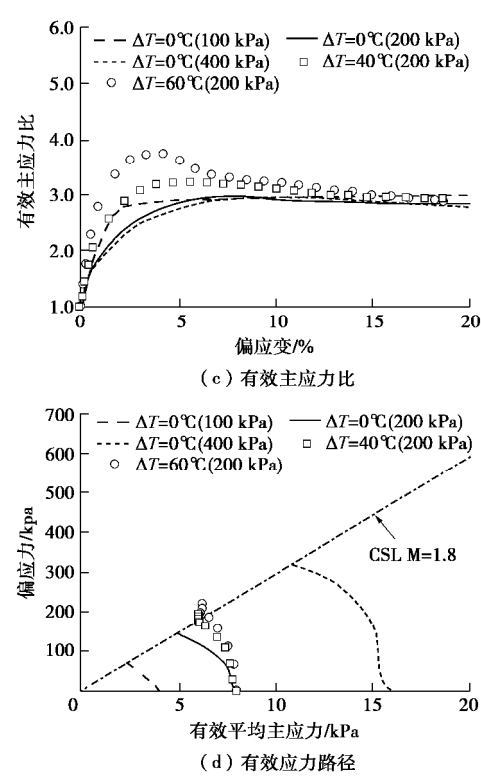 6.0
5.0
4.0
3.0
2.0
1.0
有效主应力比
ΔT=0℃(100 kPa) ΔT=0℃(200 kPa)
ΔT=0℃(400 kPa) ΔT=40℃(200 kPa)
ΔT=60℃(200 kPa)
0 5 10 15 20
偏应变/%
(c)有效主应力比
700
600
500
400
300
200
100
偏应力/kpa
ΔT=0℃(100 kPa) ΔT=0℃(200 kPa)
ΔT=0℃(400 kPa) ΔT=40℃(200 kPa)
ΔT=60℃(200 kPa)
CSL M=1.8
0 5 10 15 20
有效平均主应力/kPa
(d)有效应力路径